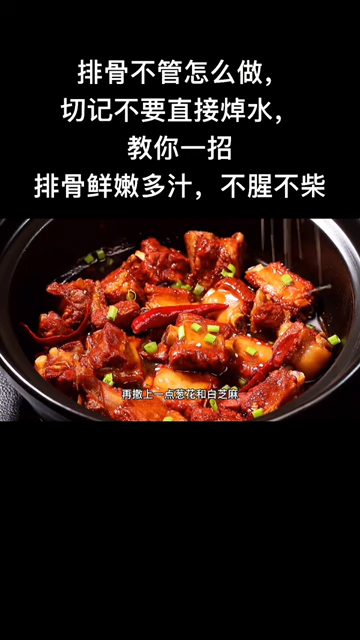 排骨不管怎么做，
切记不要直接焯水，
教你一招
排骨鲜嫩多汁，不腥不柴
再撒上一点葱花和白芝麻